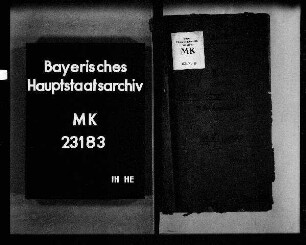 Bayerisches
Hauptstaatsarchiv
MK
23183
IH HE
MK